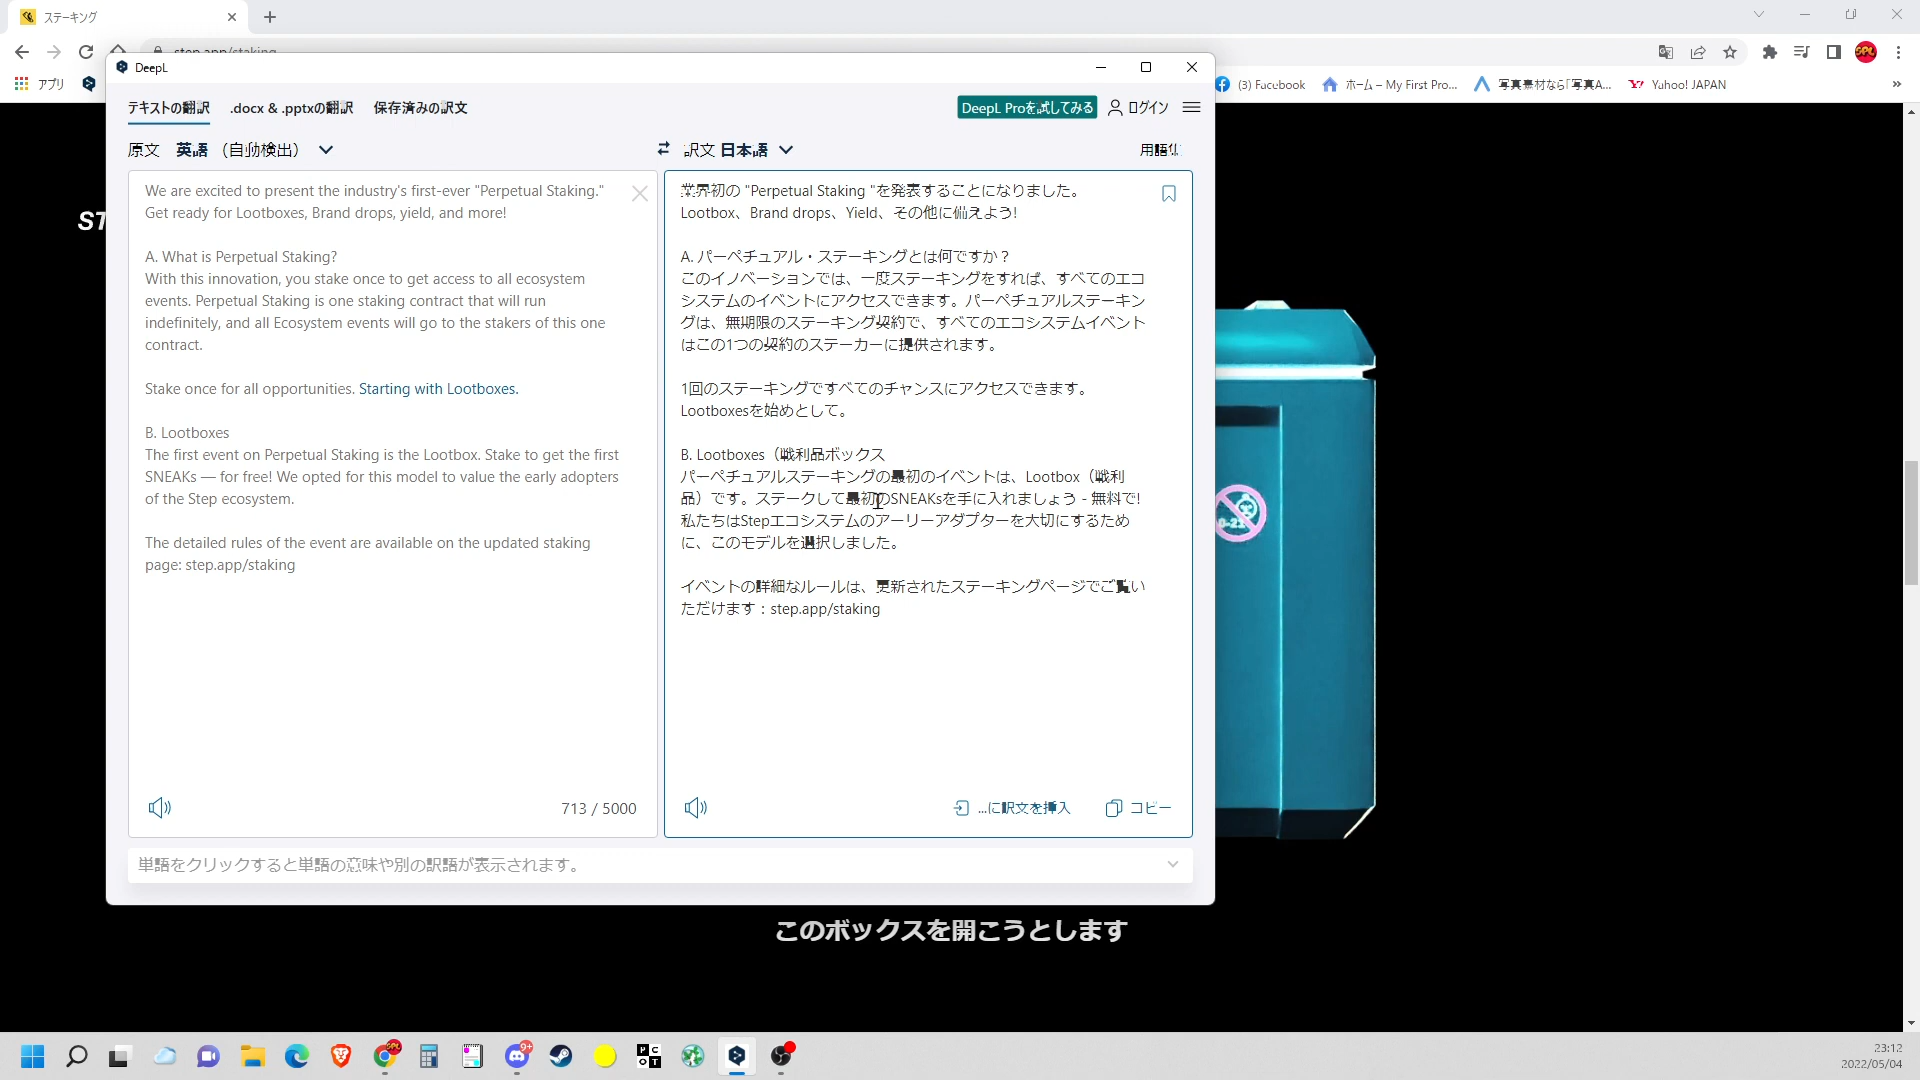 ステーキング
step.app/staking
アプリ
(3) Facebook
ホーム – My First Pro...
写真素材なら「写真A...
Yahoo! JAPAN
DeepL
テキストの翻訳
.docx & .pptxの翻訳
保存済みの訳文
DeepL Proを試してみる
ログイン
原文 英語 （自動検出）
訳文 日本語
用語集
We are excited to present the industry's first-ever "Perpetual Staking."
Get ready for Lootboxes, Brand drops, yield, and more!
A. What is Perpetual Staking?
With this innovation, you stake once to get access to all ecosystem
events. Perpetual Staking is one staking contract that will run
indefinitely, and all Ecosystem events will go to the stakers of this one
contract.
Stake once for all opportunities. Starting with Lootboxes.
B. Lootboxes
The first event on Perpetual Staking is the Lootbox. Stake to get the first
SNEAKs — for free! We opted for this model to value the early adopters
of the Step ecosystem.
The detailed rules of the event are available on the updated staking
page: step.app/staking
713 / 5000
業界初の "Perpetual Staking "を発表することになりました。
Lootbox、Brand drops、Yield、その他に備えよう!
A. パーペチュアル・ステーキングとは何ですか？
このイノベーションでは、一度ステーキングをすれば、すべてのエコ
システムのイベントにアクセスできます。パーペチュアルステーキン
グは、無期限のステーキング契約で、すべてのエコシステムイベント
はこの1つの契約のステーカーに提供されます。
1回のステーキングですべてのチャンスにアクセスできます。
Lootboxesを始めとして。
B. Lootboxes（戦利品ボックス
パーペチュアルステーキングの最初のイベントは、Lootbox（戦利
品）です。ステークして最初のSNEAKsを手に入れましょう - 無料で!
私たちはStepエコシステムのアーリーアダプターを大切にするため
に、このモデルを選択しました。
イベントの詳細なルールは、更新されたステーキングページでご覧い
ただけます：step.app/staking
...に訳文を挿入
コピー
単語をクリックすると単語の意味や別の訳語が表示されます。
ST
0-21
このボックスを開こうとします
9+
PCOT
23:12
2022/05/04